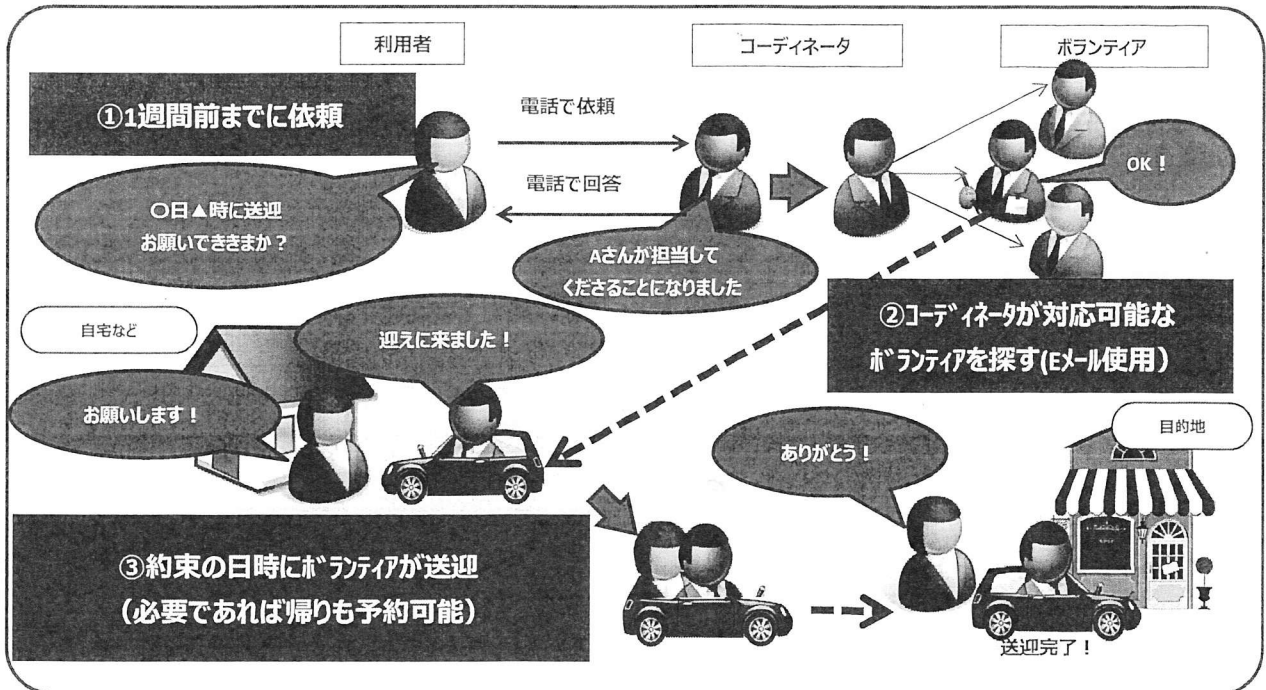 利用者
コーディネータ
ボランティア
①1週間前までに依頼
電話で依頼
電話で回答
OK！
〇日▲時に送迎
お願いでききまか？
Aさんが担当して
くださることになりました
②ｺｰﾃﾞｨﾈｰﾀが対応可能な
ﾎﾞﾗﾝﾃｨｱを探す(Eﾒｰﾙ使用）
自宅など
迎えに来ました！
お願いします！
目的地
ありがとう！
③約束の日時にﾎﾞﾗﾝﾃｨｱが送迎
（必要であれば帰りも予約可能）
送迎完了！